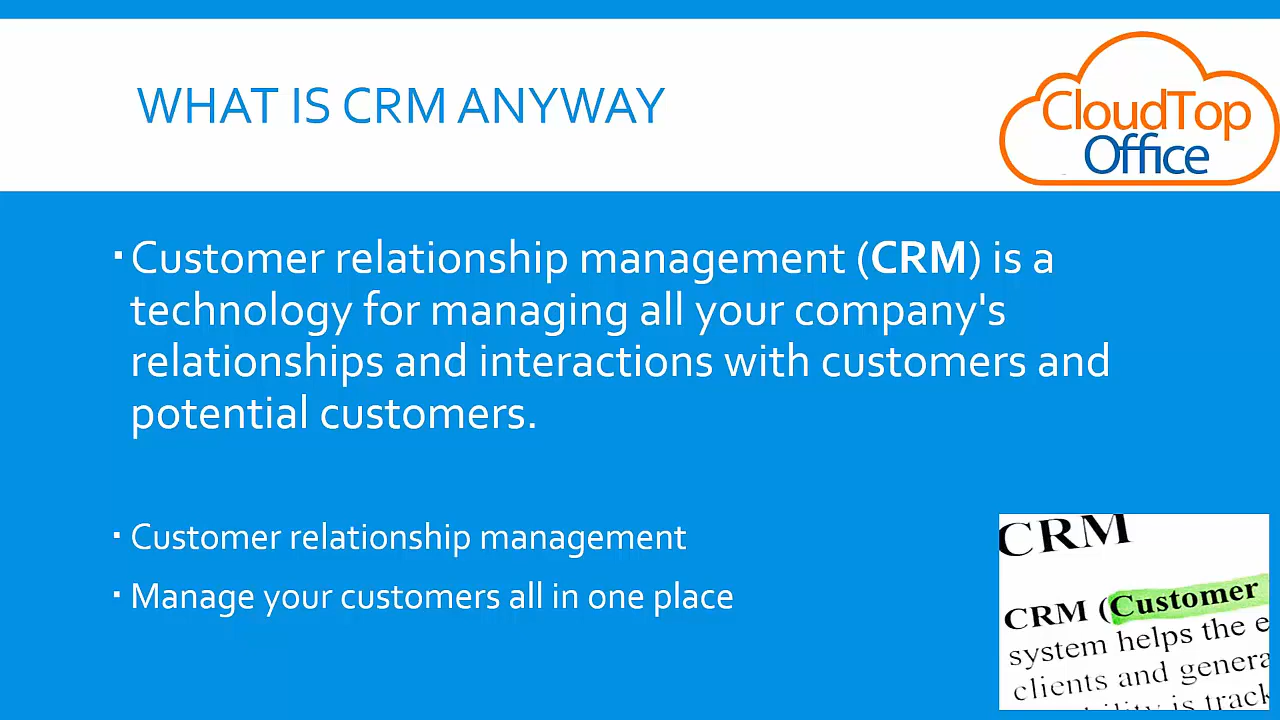 WHAT IS CRM ANYWAY
CloudTop
Office
Customer relationship management (CRM) is a
technology for managing all your company's
relationships and interactions with customers and
potential customers.
Customer relationship management
Manage your customers all in one place
CRM
CRM (Customer
system helps the e
clients and genera
is track